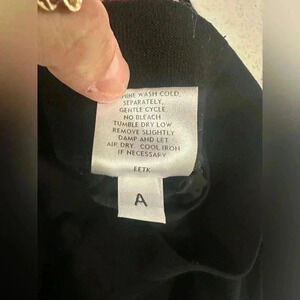 WASH COLD,
SEPARATELY,
GENTLE CYCLE
NO BLEACH
TUMBLE DRY LOW
REMOVE SLIGHTLY
DAMP AND LET
AIR DRY. COOL IRON
IF NECESSARY
EETK
A